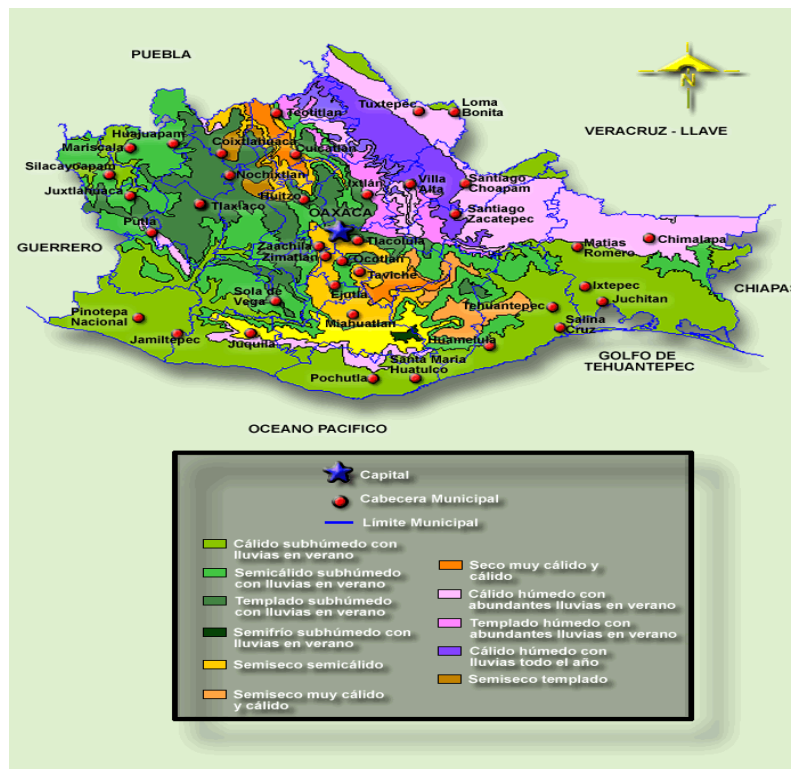 PUEBLA
Tuxtepec
Loma
Bonita
Teotitlan
VERACRUZ - LLAVE
Huajuapam
Mariscala
Coixtlahuaca
Cuicatlan
Silacayoapam
Nochixtlan
Ixtlán
Villa
Alta
Santiago
Choapam
Juxtlahuaca
Huitzo
Tlaxiaco
OAXACA
Santiago
Zacatepec
Putla
GUERRERO
Zaachila
Tlacolula
Zimatlan
Ocotlan
Matias
Romero
Chimalapa
Taviche
Sola de
Vega
Ejutla
Ixtepec
CHIAPAS
Tehuantepec
Juchitan
Pinotepa
Nacional
Miahuatlan
Salina
Cruz
Jamiltepec
Juquila
Huamelula
Santa Maria
Huatulco
GOLFO DE
TEHUANTEPEC
Pochutla
OCEANO PACIFICO
N
Capital
Cabecera Municipal
Límite Municipal
Cálido subhúmedo con
lluvias en verano
Semicálido subhúmedo
con lluvias en verano
Templado subhúmedo
con lluvias en verano
Semifrío subhúmedo con
lluvias en verano
Semiseco semicálido
Semiseco muy cálido
y cálido
Seco muy cálido y
cálido
Cálido húmedo con
abundantes lluvias en verano
Templado húmedo con
abundantes lluvias en verano
Cálido húmedo con
lluvias todo el año
Semiseco templado